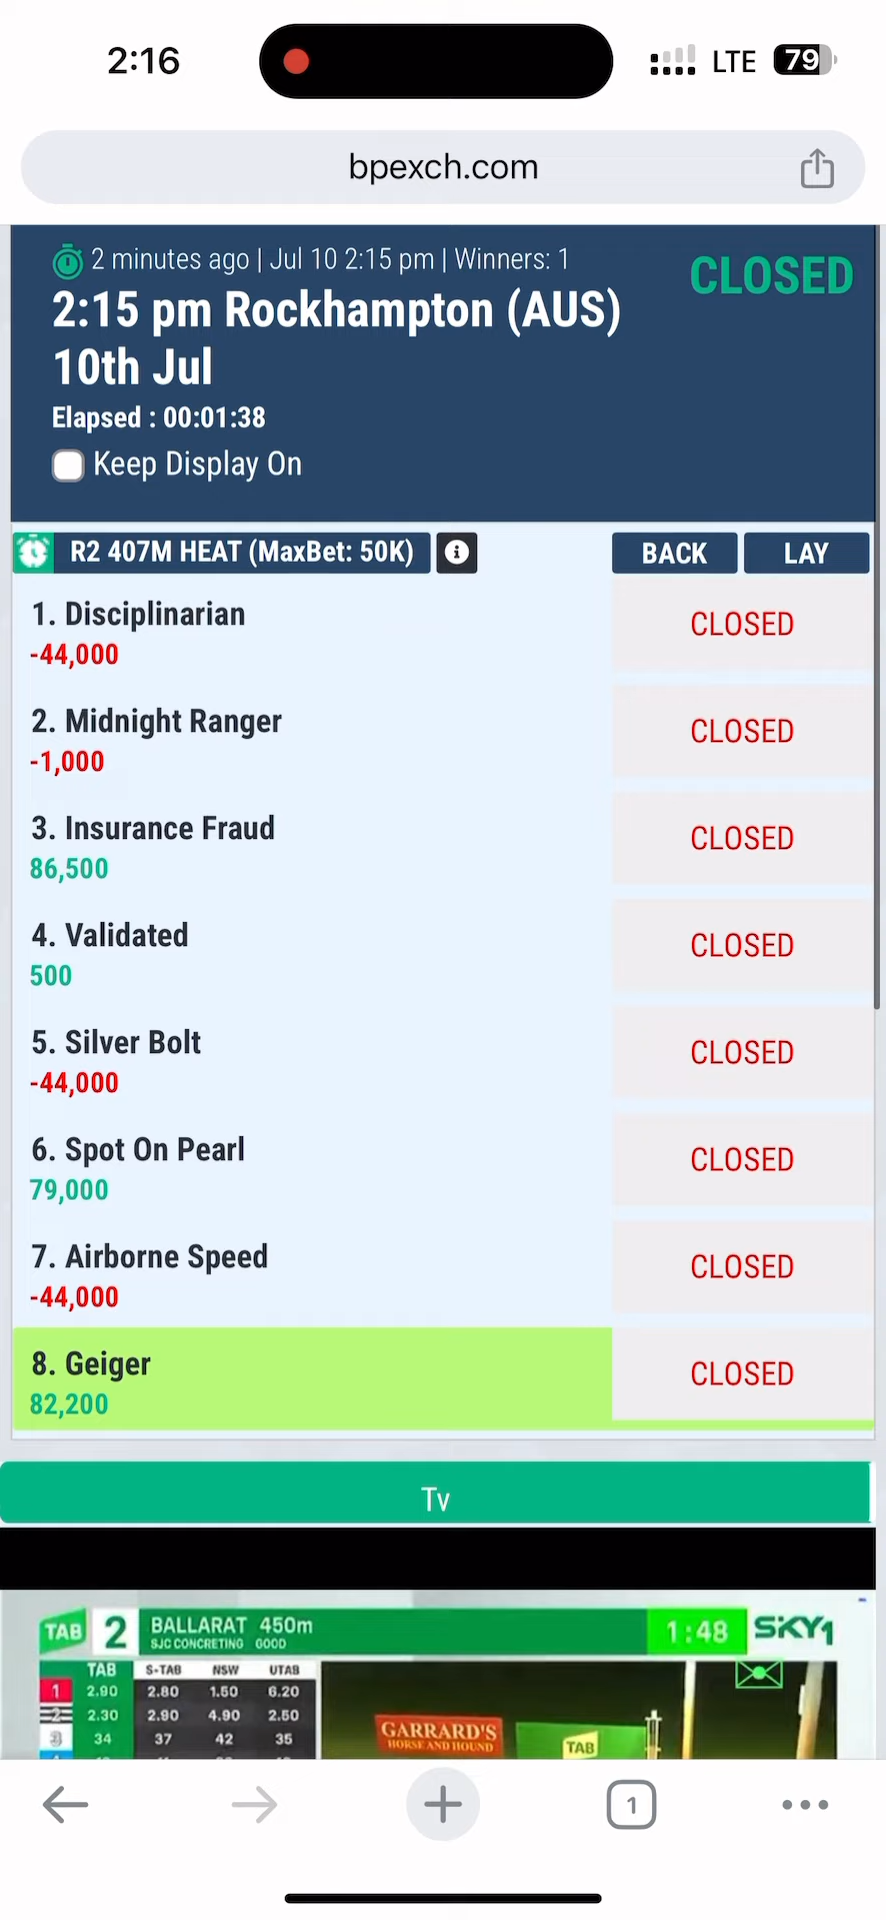 2:16 LTE 79
bpexch.com
2 minutes ago | Jul 10 2:15 pm | Winners: 1
CLOSED
2:15 pm Rockhampton (AUS)
10th Jul
Elapsed : 00:01:38
Keep Display On
R2 407M HEAT (MaxBet: 50K) BACK LAY
1. Disciplinarian
-44,000
CLOSED
2. Midnight Ranger
-1,000
CLOSED
3. Insurance Fraud
86,500
CLOSED
4. Validated
500
CLOSED
5. Silver Bolt
-44,000
CLOSED
6. Spot On Pearl
79,000
CLOSED
7. Airborne Speed
-44,000
CLOSED
8. Geiger
82,200
CLOSED
Tv
TAB 2 BALLARAT 450m 1:48 SKY1
SJC CONCRETING GOOD
TAB S-TAB NSW UTAB
1 2.90 2.80 1.50 6.20
2 2.30 2.90 4.90 2.50
3 34 37 42 35
GARRARD'S
HORSE AND HOUND
TAB
1